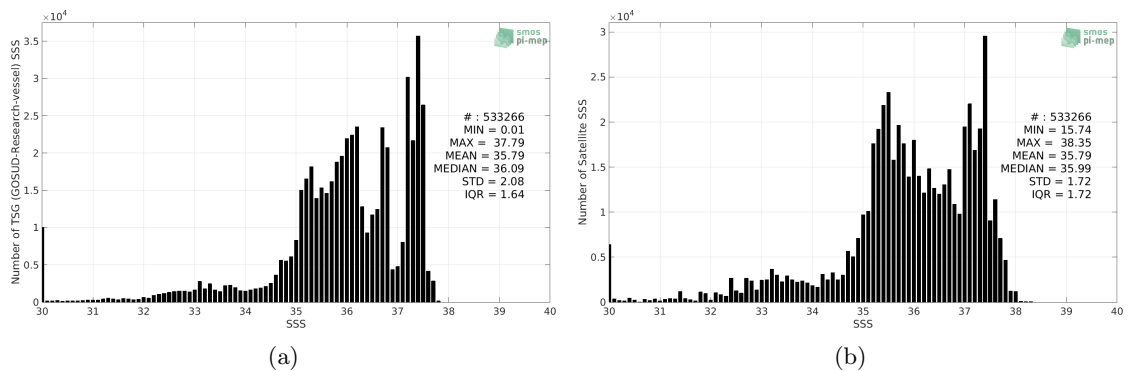 ×10⁴
smos
pi-mep
Number of TSG (GOSUD-Research-vessel) SSS
3.5
3
2.5
2
1.5
1
0.5
0
# : 533266
MIN = 0.01
MAX = 37.79
MEAN = 35.79
MEDIAN = 36.09
STD = 2.08
IQR = 1.64
30 31 32 33 34 35 36 37 38 39 40
SSS
(a)
×10⁴
smos
pi-mep
Number of Satellite SSS
3
2.5
2
1.5
1
0.5
0
# : 533266
MIN = 15.74
MAX = 38.35
MEAN = 35.79
MEDIAN = 35.99
STD = 1.72
IQR = 1.72
30 31 32 33 34 35 36 37 38 39 40
SSS
(b)